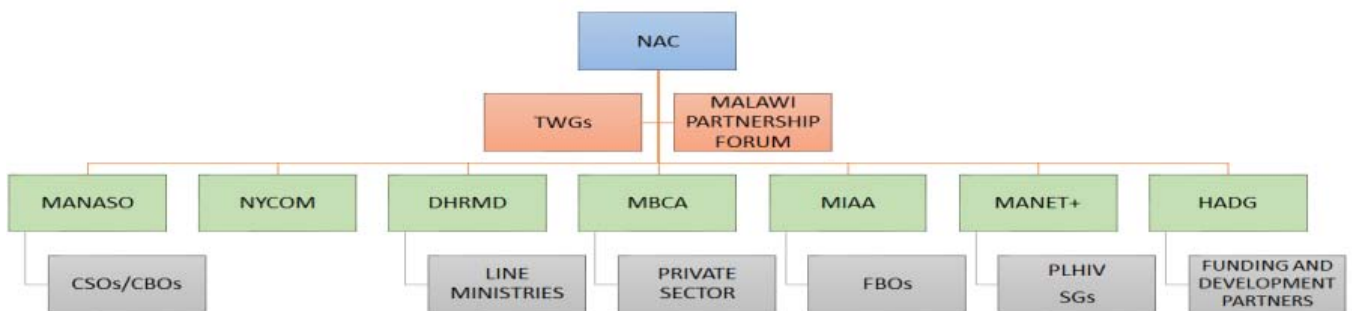 NAC
TWGs
MALAWI
PARTNERSHIP
FORUM
MANASO
NYCOM
DHRMD
MBCA
MIAA
MANET+
HADG
CSOs/CBOs
LINE
MINISTRIES
PRIVATE
SECTOR
FBOs
PLHIV
SGs
FUNDING AND
DEVELOPMENT
PARTNERS